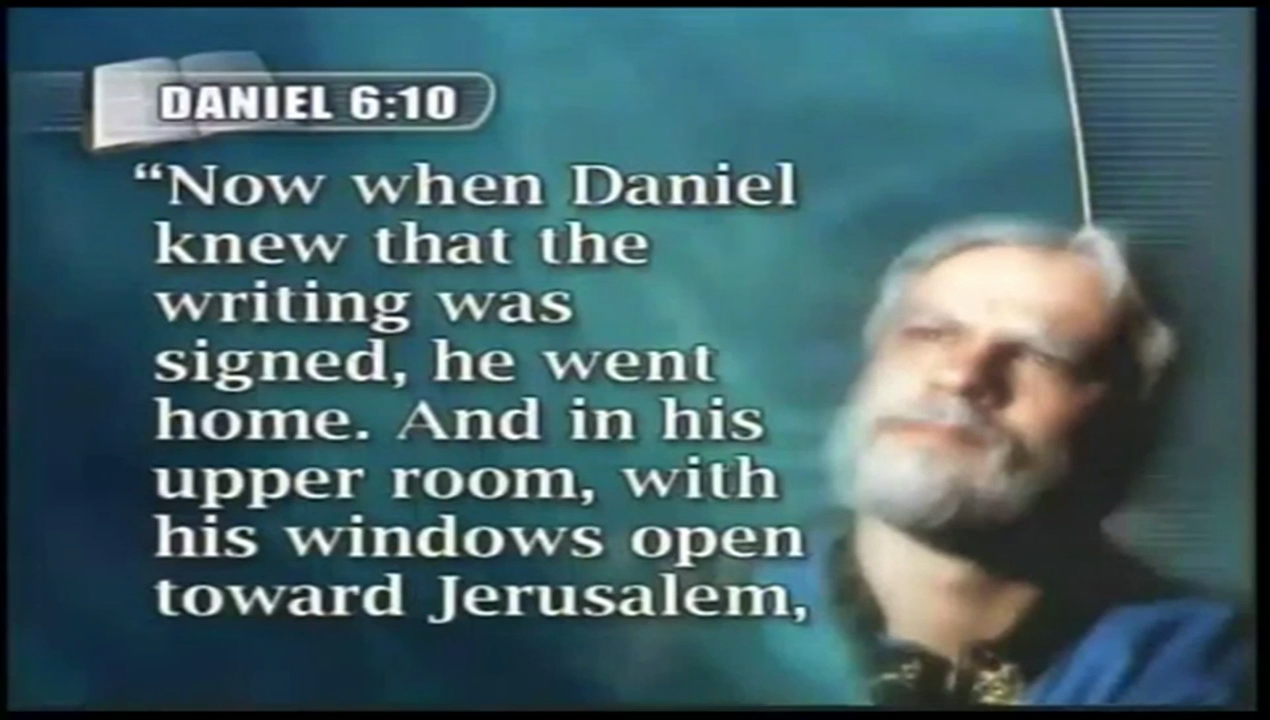 DANIEL 6:10
“Now when Daniel
knew that the
writing was
signed, he went
home. And in his
upper room, with
his windows open
toward Jerusalem,